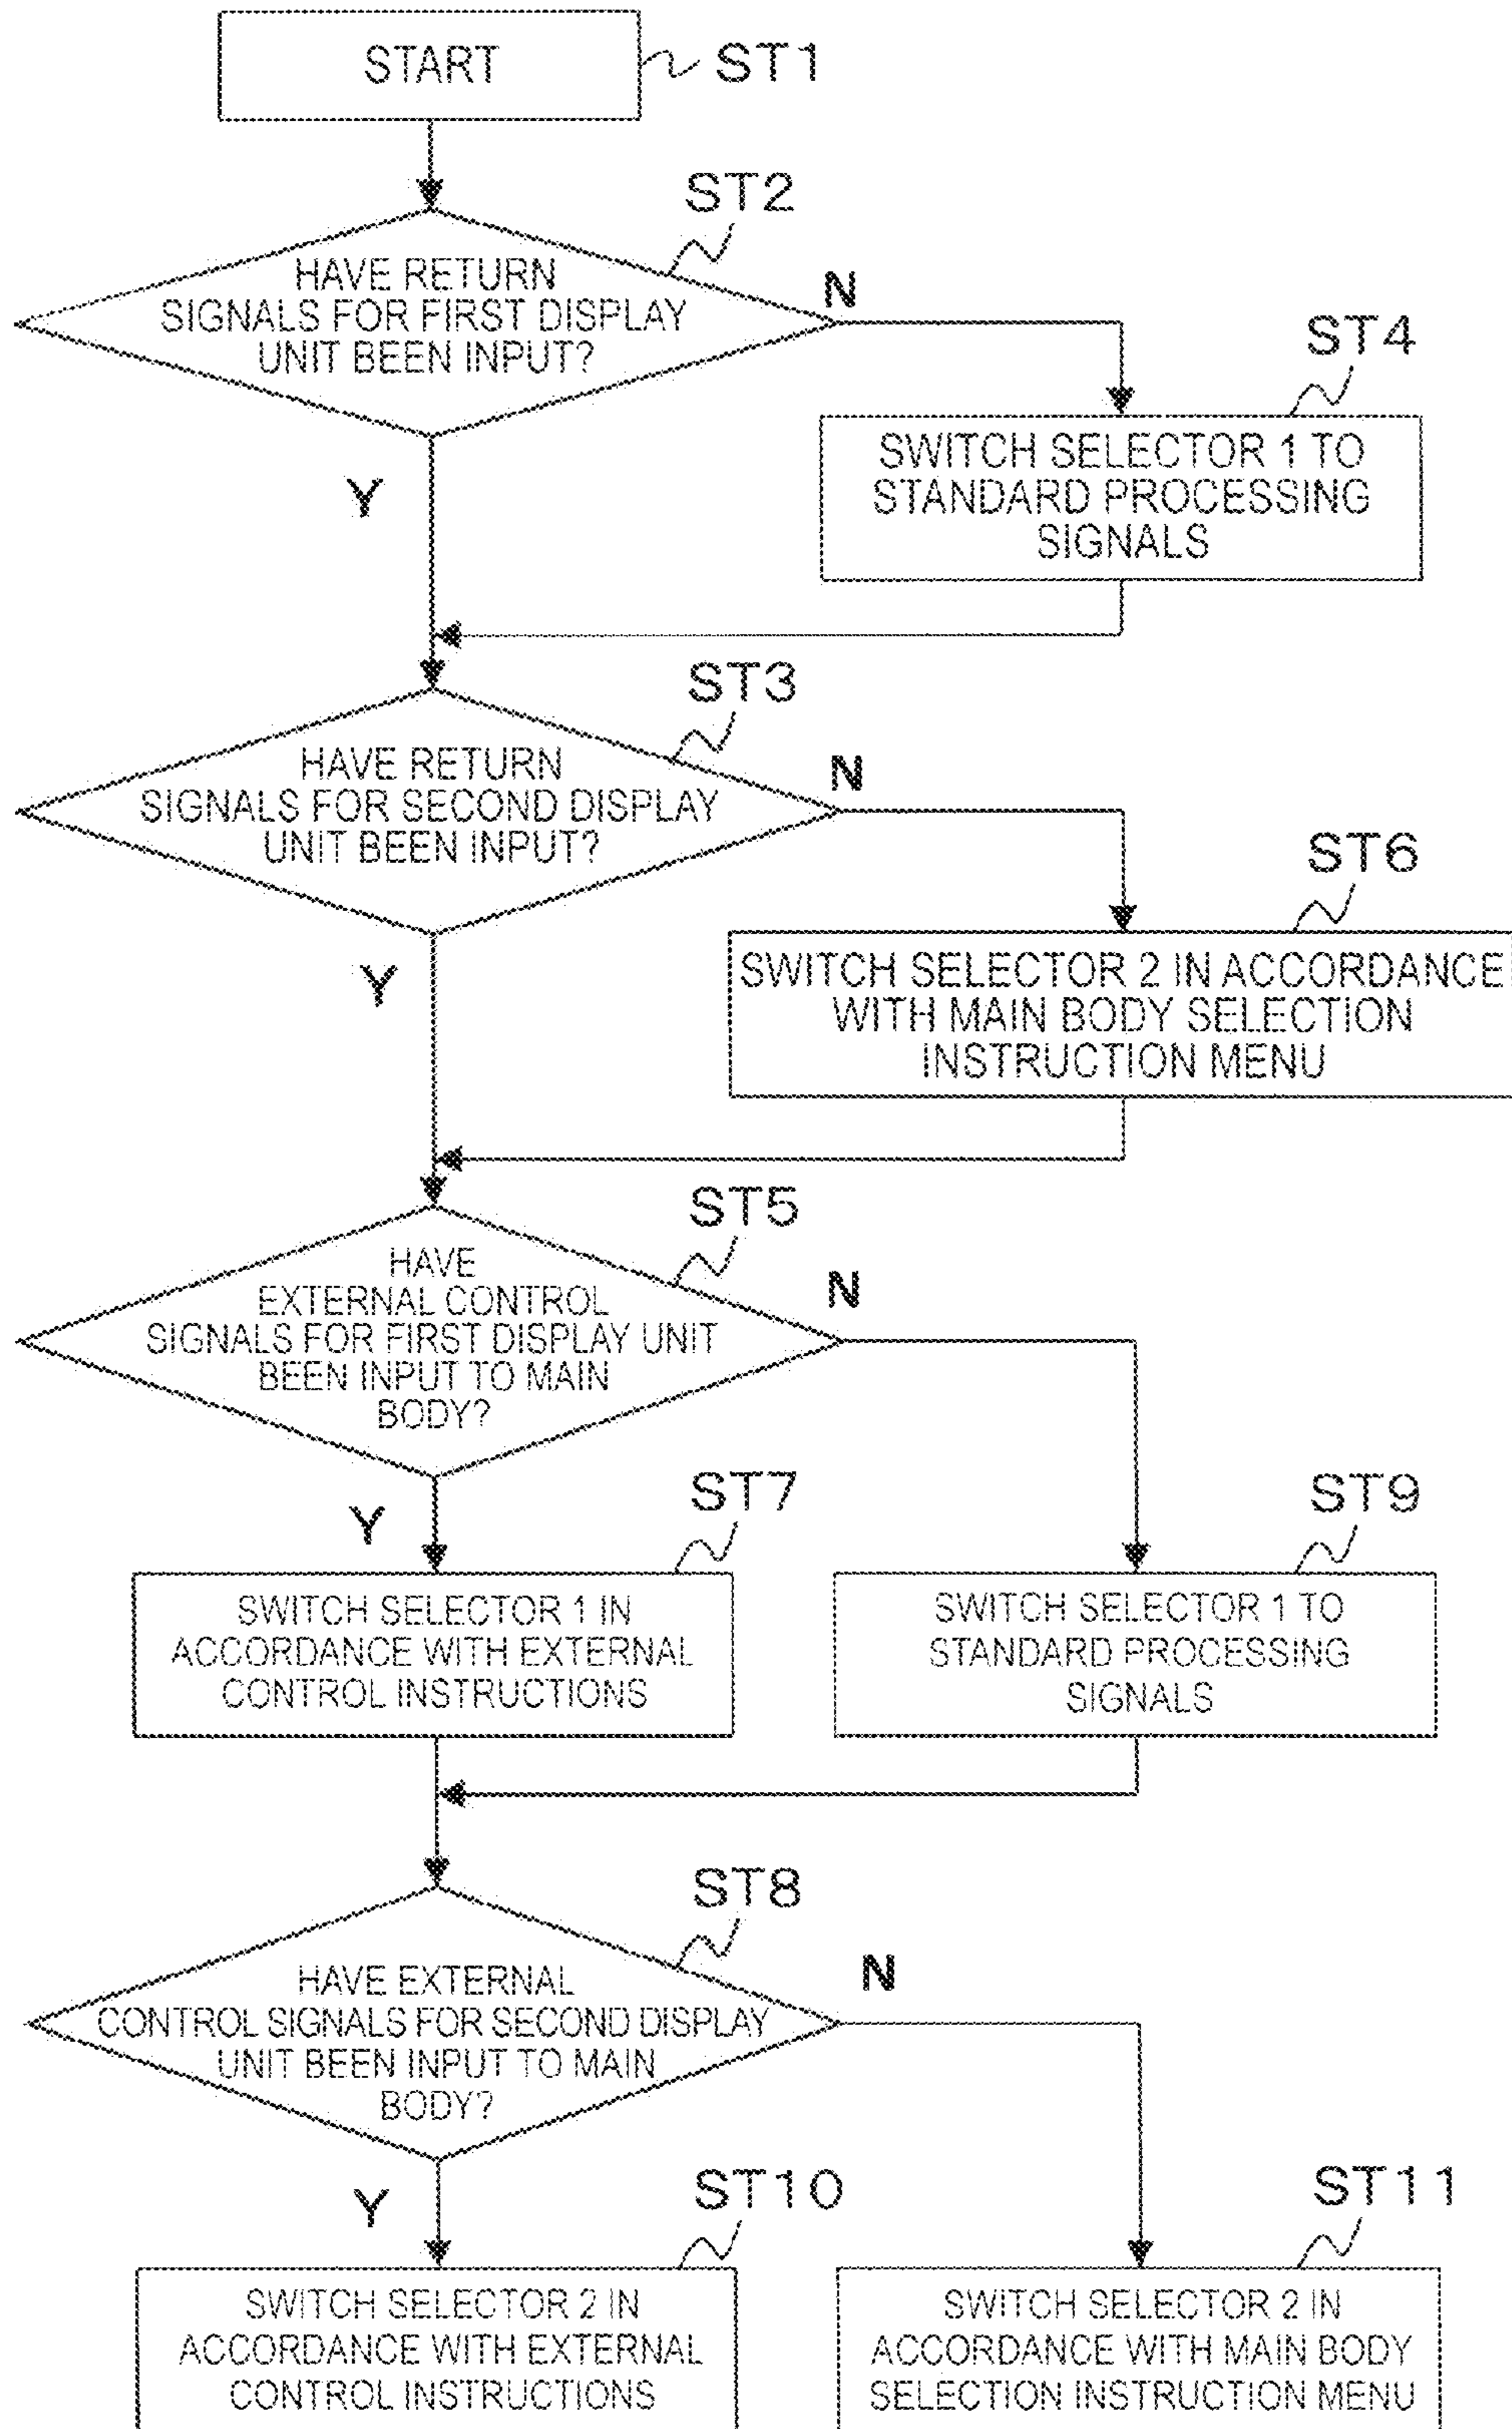 START
ST1
ST2
HAVE RETURN
SIGNALS FOR FIRST DISPLAY
UNIT BEEN INPUT?
N
Y
ST4
SWITCH SELECTOR 1 TO
STANDARD PROCESSING
SIGNALS
ST3
HAVE RETURN
SIGNALS FOR SECOND DISPLAY
UNIT BEEN INPUT?
N
Y
ST6
SWITCH SELECTOR 2 IN ACCORDANCE
WITH MAIN BODY SELECTION
INSTRUCTION MENU
ST5
HAVE
EXTERNAL CONTROL
SIGNALS FOR FIRST DISPLAY UNIT
BEEN INPUT TO MAIN
BODY?
N
Y
ST7
SWITCH SELECTOR 1 IN
ACCORDANCE WITH EXTERNAL
CONTROL INSTRUCTIONS
ST9
SWITCH SELECTOR 1 TO
STANDARD PROCESSING
SIGNALS
ST8
HAVE EXTERNAL
CONTROL SIGNALS FOR SECOND DISPLAY
UNIT BEEN INPUT TO MAIN
BODY?
N
Y
ST10
SWITCH SELECTOR 2 IN
ACCORDANCE WITH EXTERNAL
CONTROL INSTRUCTIONS
ST11
SWITCH SELECTOR 2 IN
ACCORDANCE WITH MAIN BODY
SELECTION INSTRUCTION MENU